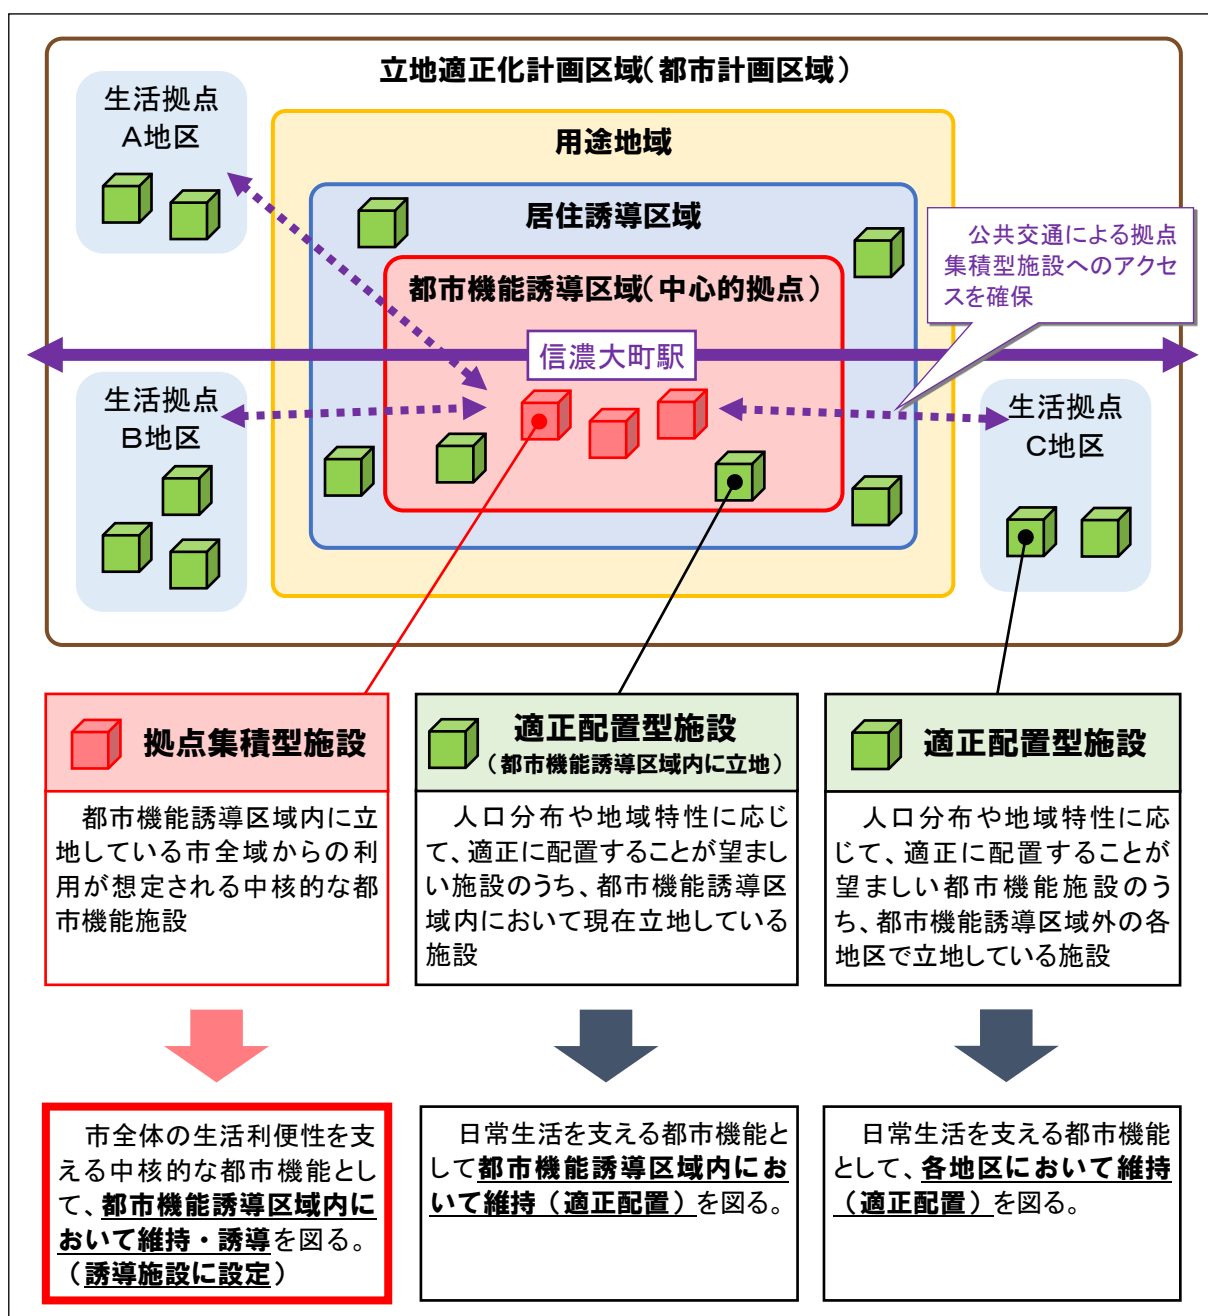 立地適正化計画区域（都市計画区域）
生活拠点
A地区
用途地域
居住誘導区域
公共交通による拠点
集積型施設へのアクセ
スを確保
都市機能誘導区域（中心的拠点）
信濃大町駅
生活拠点
B地区
生活拠点
C地区
拠点集積型施設
都市機能誘導区域内に立
地している市全域からの利
用が想定される中核的な都
市機能施設
適正配置型施設
（都市機能誘導区域内に立地）
人口分布や地域特性に応じ
て、適正に配置することが望まし
い施設のうち、都市機能誘導区
域内において現在立地している
施設
適正配置型施設
人口分布や地域特性に応
じて、適正に配置することが
望ましい都市機能施設のう
ち、都市機能誘導区域外の各
地区で立地している施設
市全体の生活利便性を支
える中核的な都市機能とし
て、都市機能誘導区域内に
おいて維持・誘導を図る。
（誘導施設に設定）
日常生活を支える都市機能と
して都市機能誘導区域内にお
いて維持（適正配置）を図る。
日常生活を支える都市機能
として、各地区において維持
（適正配置）を図る。